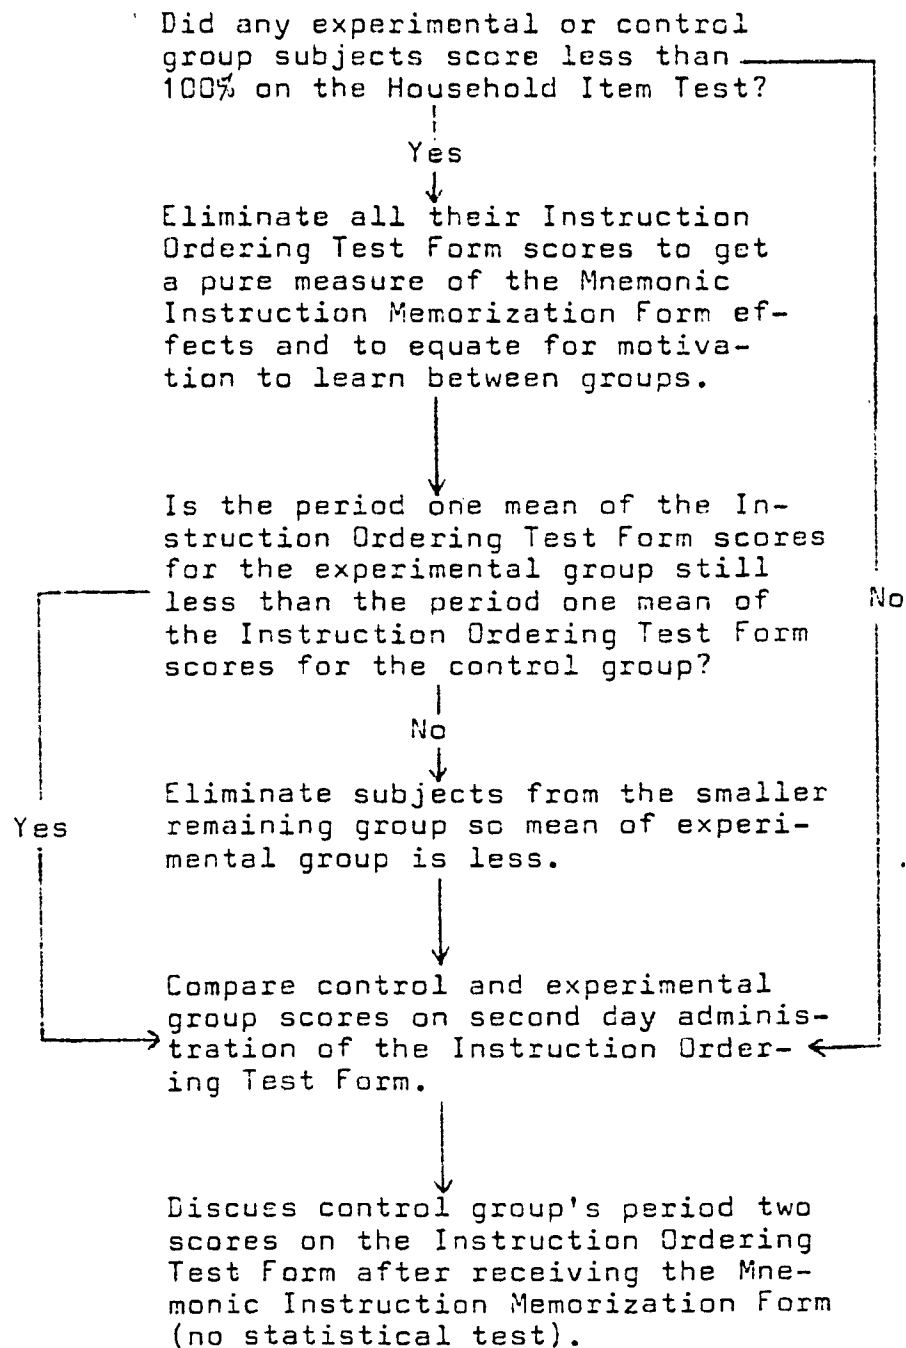 Did any experimental or control
group subjects score less than
100% on the Household Item Test?
Yes
Eliminate all their Instruction
Ordering Test Form scores to get
a pure measure of the Mnemonic
Instruction Memorization Form ef-
fects and to equate for motiva-
tion to learn between groups.
Is the period one mean of the In-
struction Ordering Test Form scores
for the experimental group still
less than the period one mean of
the Instruction Ordering Test Form
scores for the control group?
No
No
Eliminate subjects from the smaller
remaining group so mean of experi-
mental group is less.
Yes
Compare control and experimental
group scores on second day adminis-
tration of the Instruction Order-
ing Test Form.
Discuss control group's period two
scores on the Instruction Ordering
Test Form after receiving the Mne-
monic Instruction Memorization Form
(no statistical test).